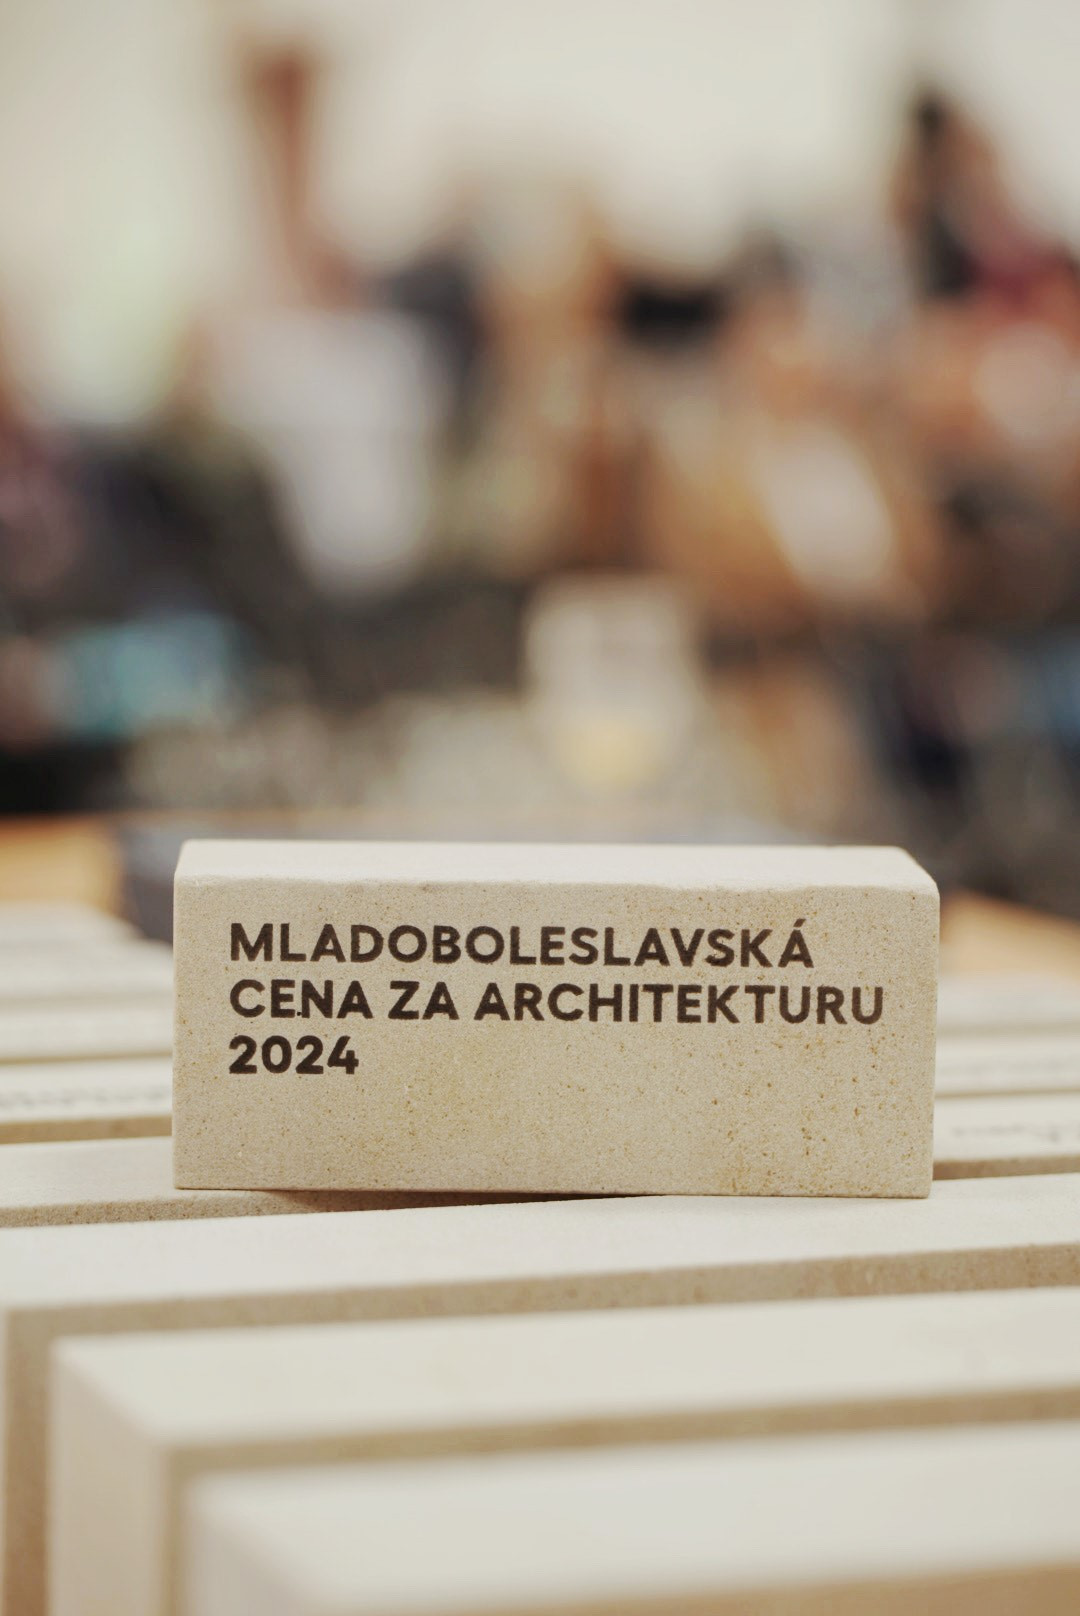 MLADOBOLESLAVSKÁ
CENA ZA ARCHITEKTURU
2024